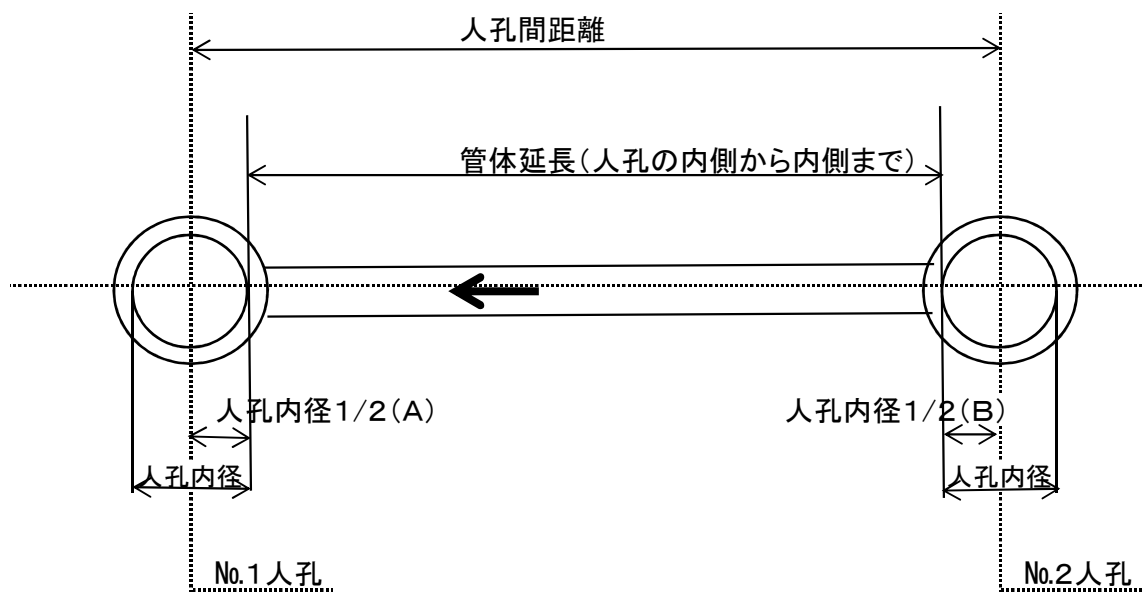 人孔間距離
管体延長（人孔の内側から内側まで）
人孔内径１/２（Ａ）
人孔内径１/２（Ｂ）
人孔内径
人孔内径
№.１人孔
№.２人孔